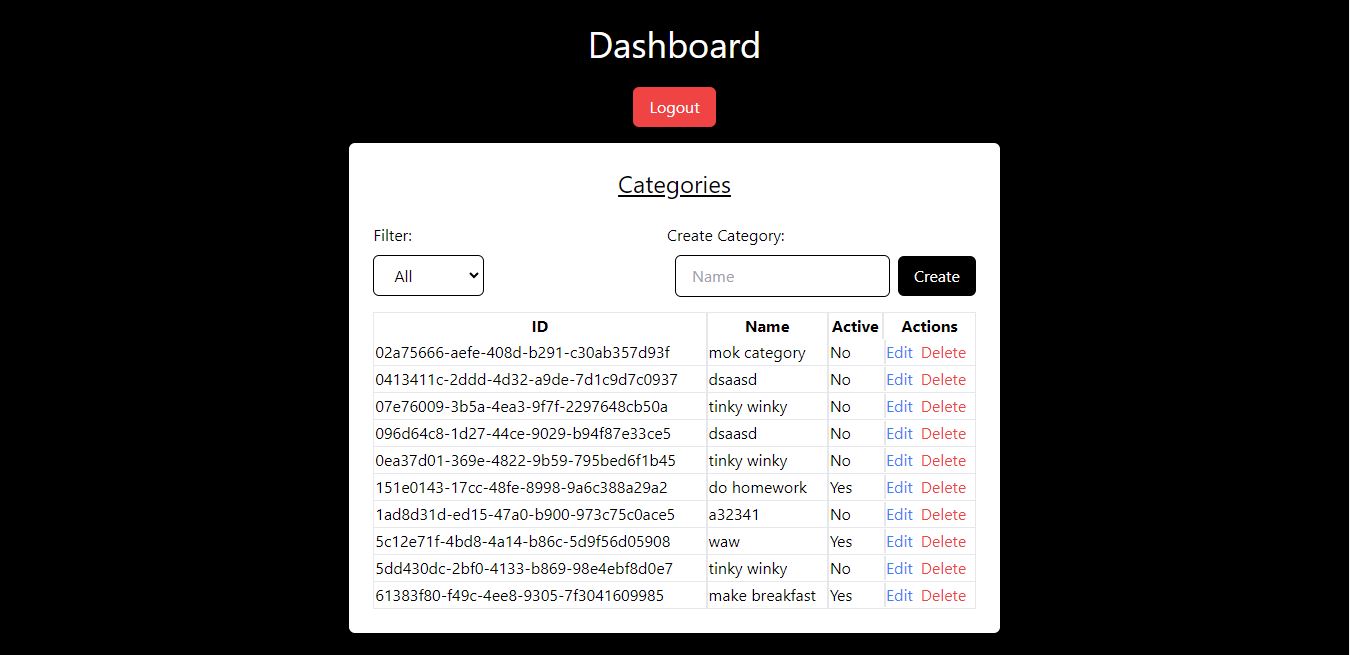 Dashboard
Logout
Categories
Filter: Create Category:
All Name Create
ID Name Active Actions
02a75666-aefe-408d-b291-c30ab357d93f mok category No Edit Delete
0413411c-2ddd-4d32-a9de-7d1c9d7c0937 dsaasd No Edit Delete
07e76009-3b5a-4ea3-9f7f-2297648cb50a tinky winky No Edit Delete
096d64c8-1d27-44ce-9029-b94f87e33ce5 dsaasd No Edit Delete
0ea37d01-369e-4822-9b59-795bed6f1b45 tinky winky No Edit Delete
151e0143-17cc-48fe-8998-9a6c388a29a2 do homework Yes Edit Delete
1ad8d31d-ed15-47a0-b900-973c75c0ace5 a32341 No Edit Delete
5c12e71f-4bd8-4a14-b86c-5d9f56d05908 waw Yes Edit Delete
5dd430dc-2bf0-4133-b869-98e4ebf8d0e7 tinky winky No Edit Delete
61383f80-f49c-4ee8-9305-7f3041609985 make breakfast Yes Edit Delete